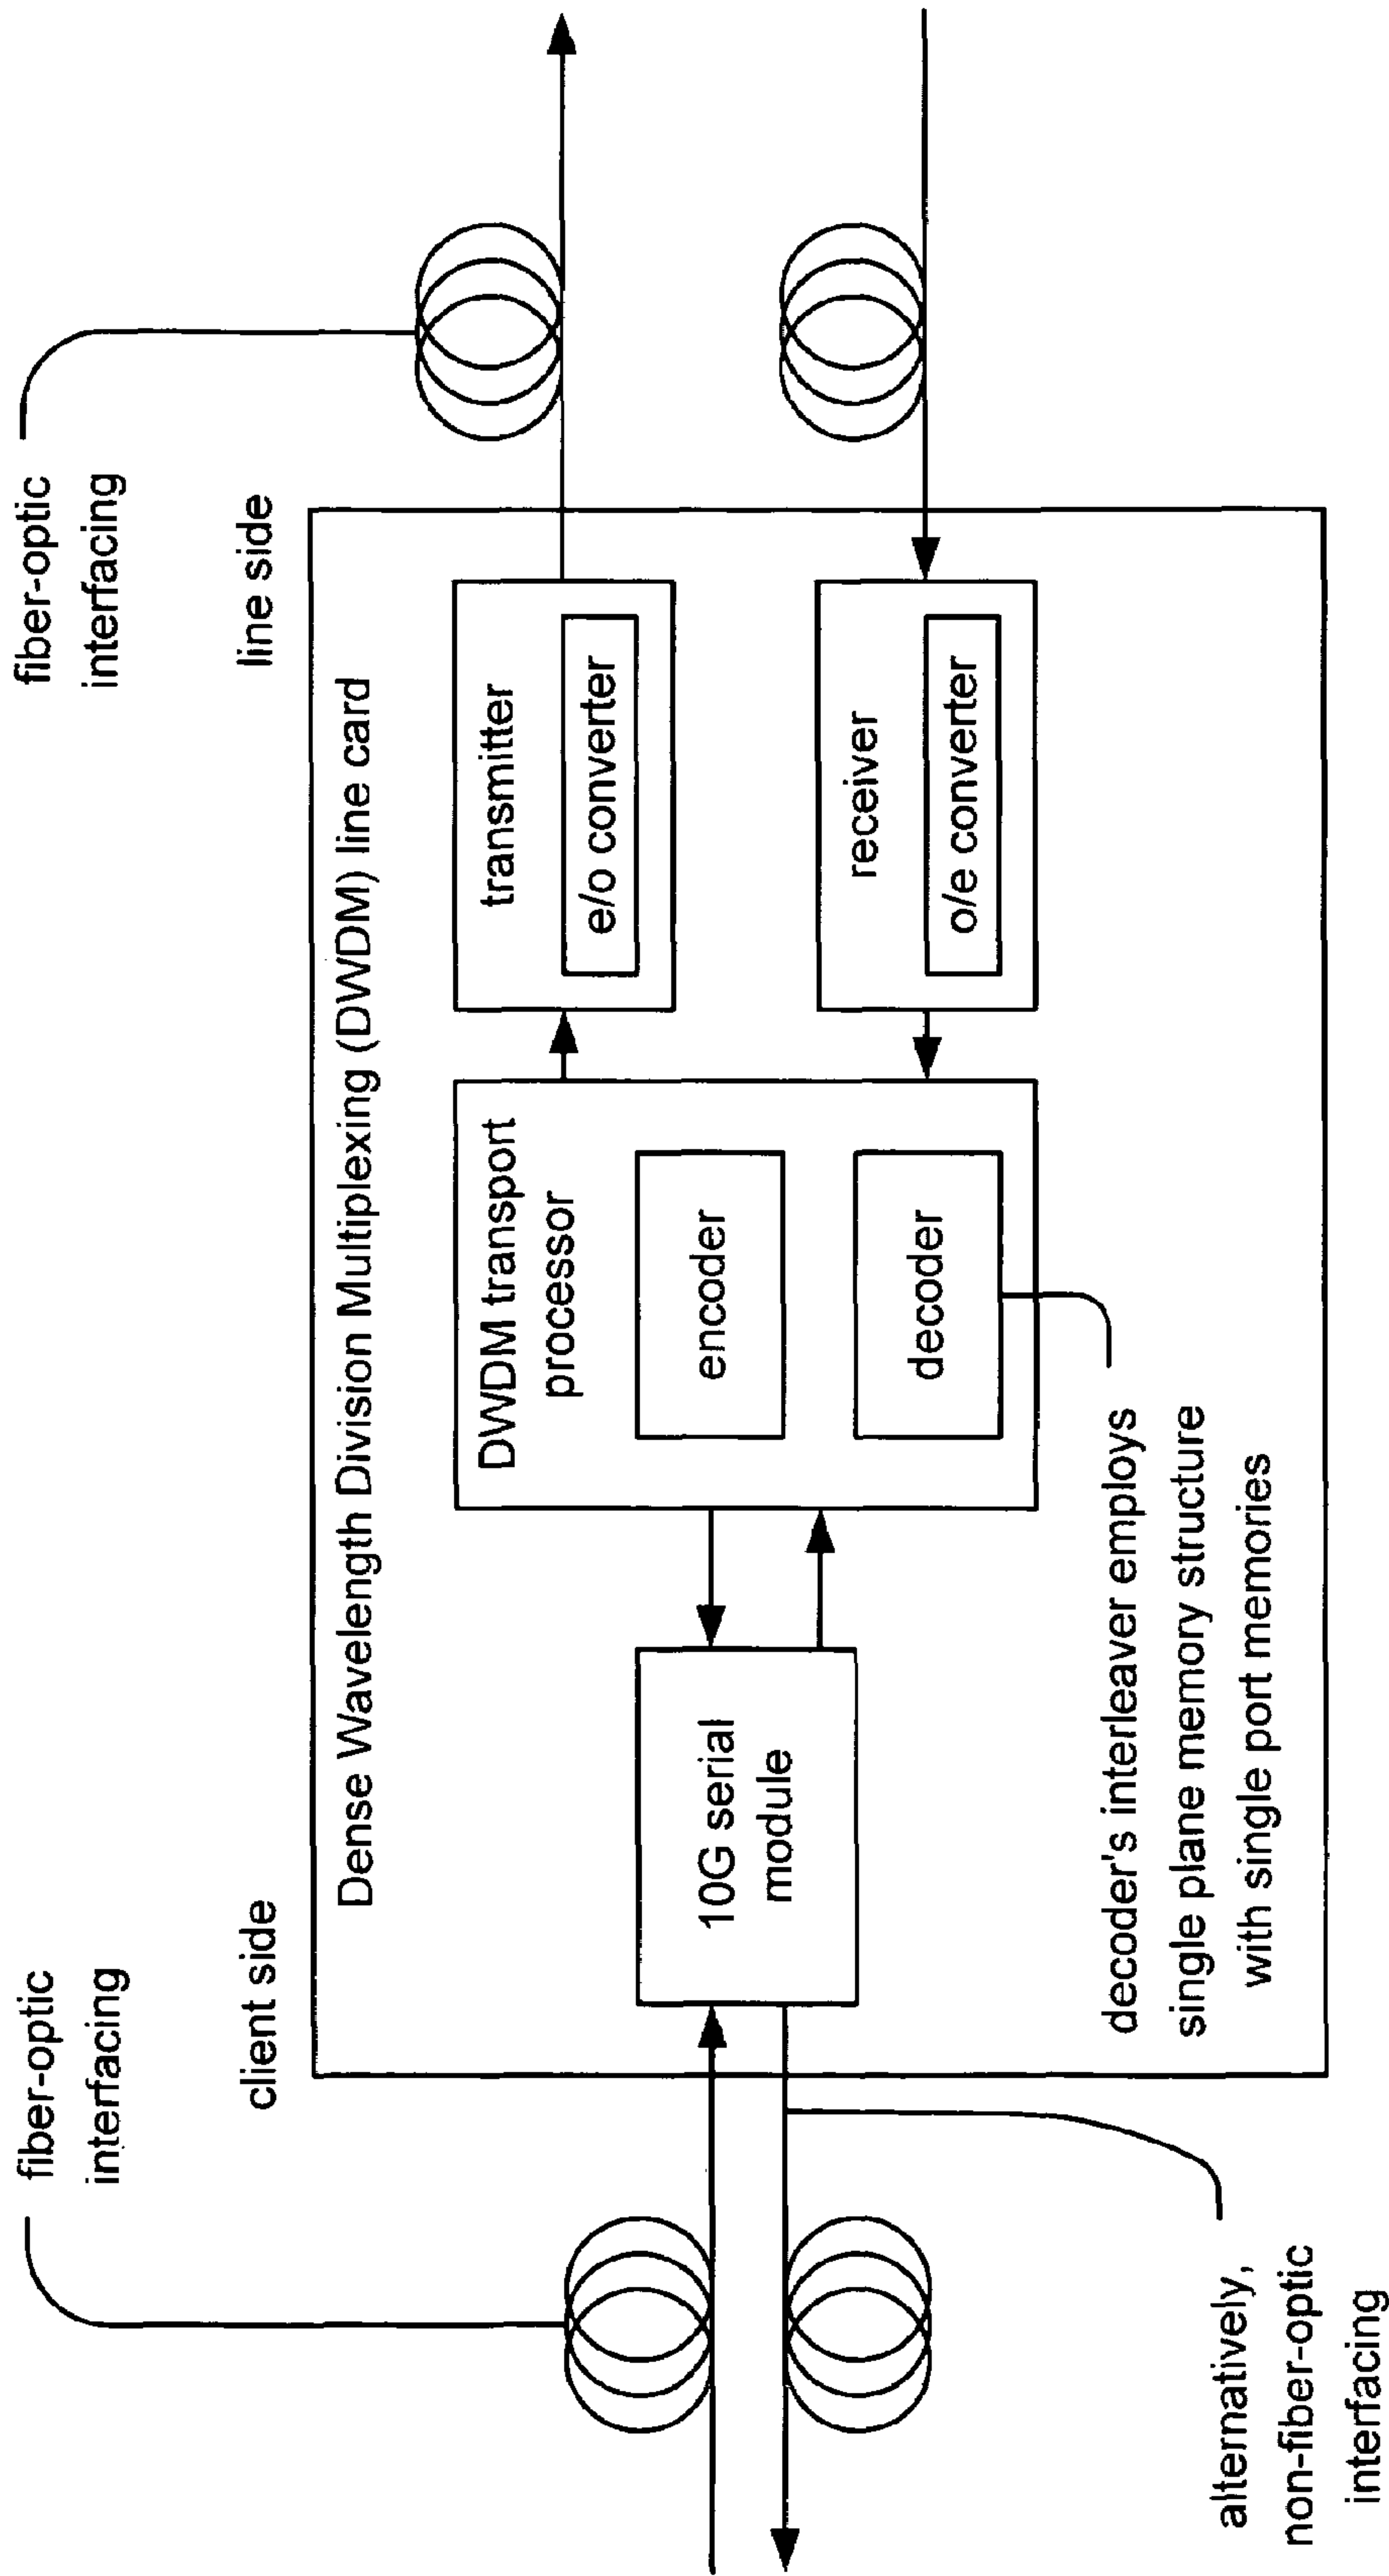 fiber-optic
interfacing
fiber-optic
interfacing
client side
line side
Dense Wavelength Division Multiplexing (DWDM) line card
10G serial
module
DWDM transport
processor
encoder
decoder
transmitter
e/o converter
receiver
o/e converter
decoder's interleaver employs
single plane memory structure
with single port memories
alternatively,
non-fiber-optic
interfacing